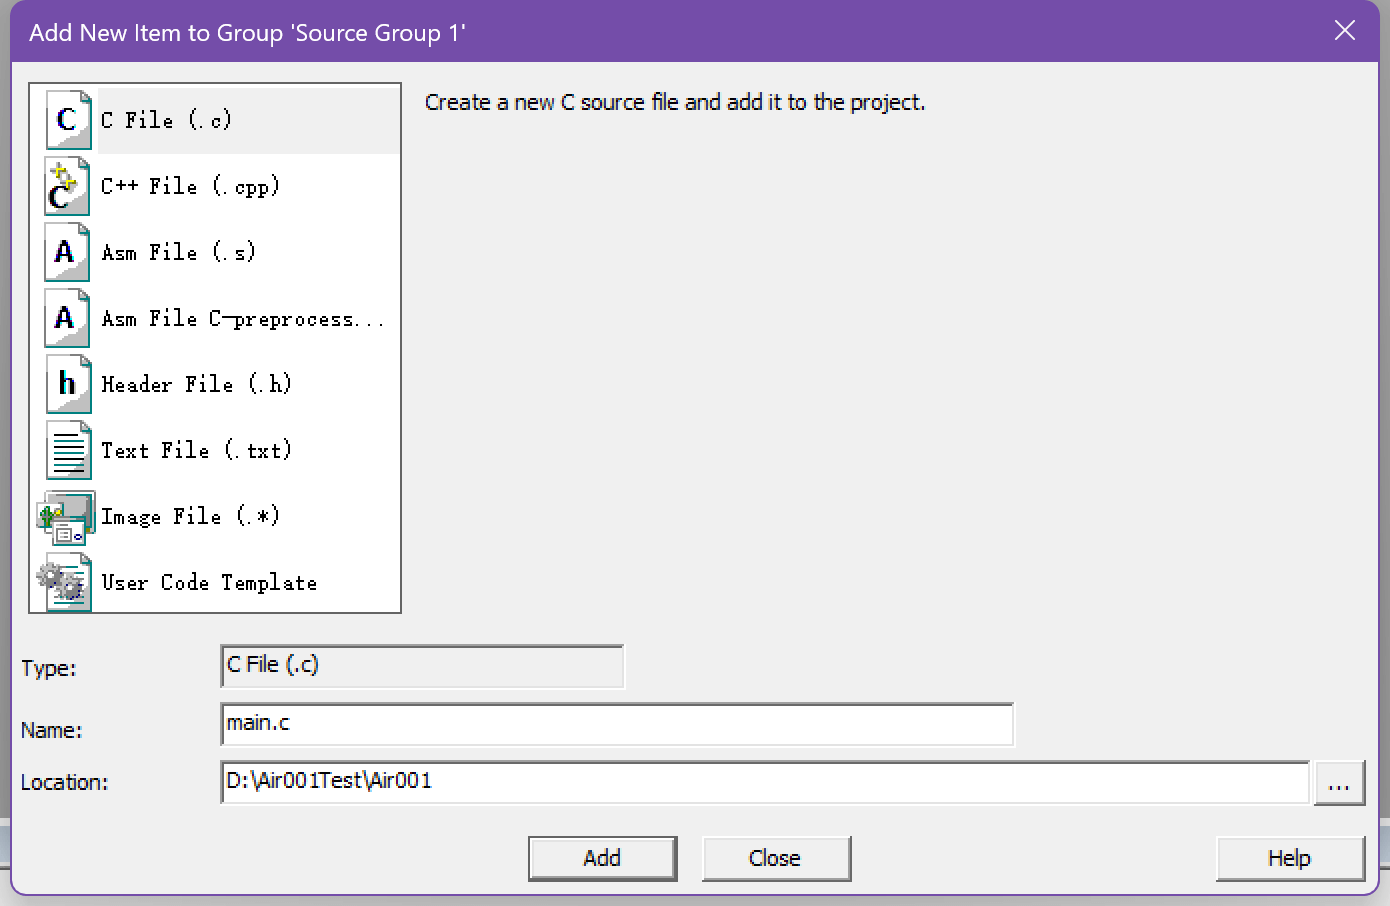 Add New Item to Group 'Source Group 1'
C File (.c)
C++ File (.cpp)
Asm File (.s)
Asm File C-preprocess...
Header File (.h)
Text File (.txt)
Image File (.*)
User Code Template
Create a new C source file and add it to the project.
Type: C File (.c)
Name: main.c
Location: D:\Air001Test\Air001 ...
Add Close Help